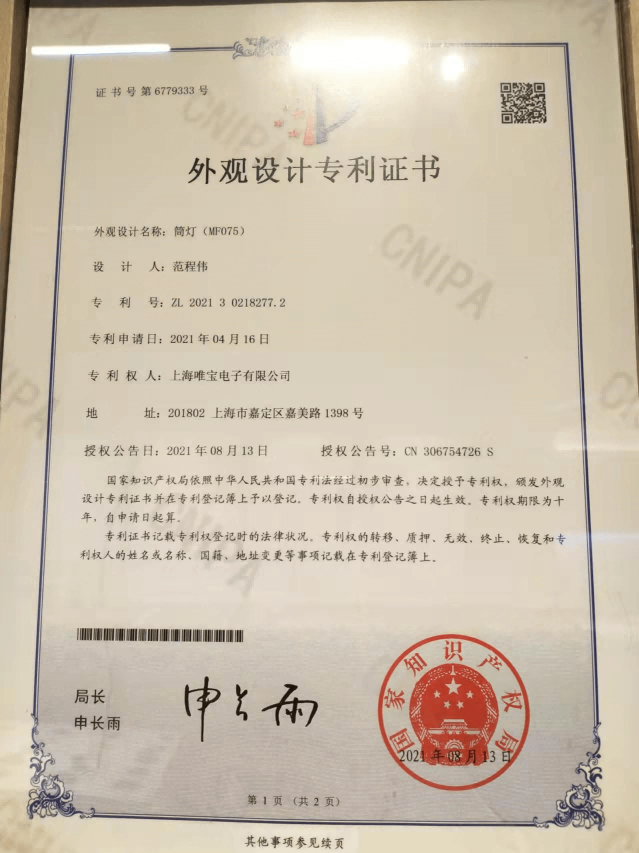 证书号第6779333号
外观设计专利证书
外观设计名称：筒灯（MF075）
设计人：范程伟
专利号：ZL 2021 3 0218277.2
专利申请日：2021年04月16日
专利权人：上海唯宝电子有限公司
地址：201802 上海市嘉定区嘉美路1398号
授权公告日：2021年08月13日 授权公告号：CN 306754726 S
国家知识产权局依照中华人民共和国专利法经过初步审查，决定授予专利权，颁发外观
设计专利证书并在专利登记簿上予以登记。专利权自授权公告之日起生效。专利权期限为十
年，自申请日起算。
专利证书记载专利权登记时的法律状况。专利权的转移、质押、无效、终止、恢复和专
利权人的姓名或名称、国籍、地址变更等事项记载在专利登记簿上。
局长
申长雨
申长雨
国家知识产权局
2021年08月13日
第1页（共2页）
其他事项参见续页
CNIPA
CNIPA
CNIPA
CNIPA